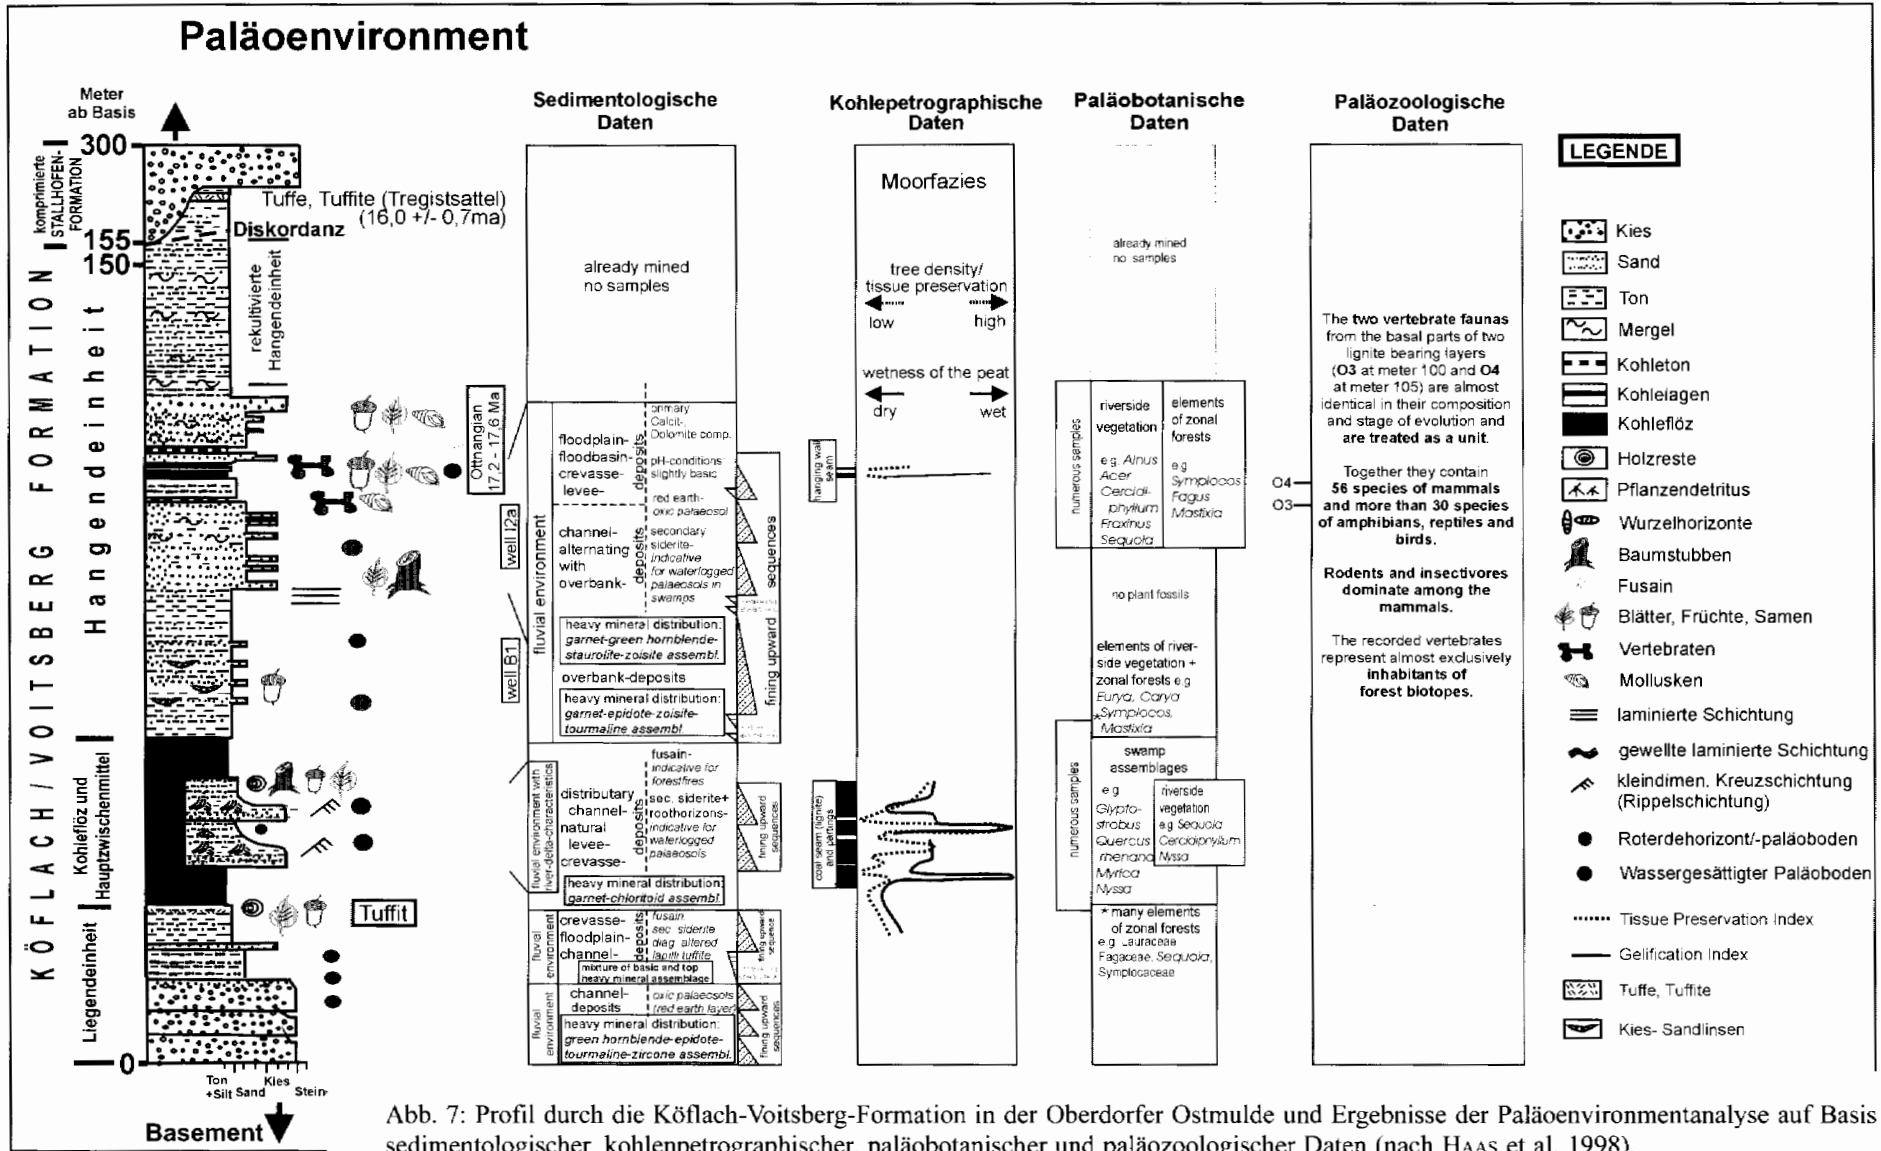 Paläoenvironment
Meter
ab Basis
300
155
150
0
komprimierte
STALLHOFEN-
FORMATION
KÖFLACH/VOITSBERG FORMATION
Hangendeinheit
Kohleflöz und
Hauptzwischenmittel
Liegendeinheit
Tuffe, Tuffite (Tregistsattel)
(16,0 +/- 0,7ma)
Diskordanz
rekultivierte
Hangendeinheit
Tuffit
Ton
+Silt
Sand
Kies
Stein-
Basement
Ottnangian
17,2 - 17,6 Ma
well I2a
well B1
Sedimentologische
Daten
already mined
no samples
fluvial environment
floodplain-
floodbasin-
crevasse-
levee-
deposits
primary
Calcit-,
Dolomite comp.
pH-conditions
slightly basic
red earth-
oxic palaeosol
channel-
alternating
with
overbank-
deposits
secondary
siderite-
indicative
for waterlogged
palaeosols in
swamps
heavy mineral distribution:
garnet-green hornblende-
staurolite-zoisite assembl.
overbank-deposits
heavy mineral distribution:
garnet-epidote-zoisite-
tourmaline assembl.
fining upward sequences
fluvial environment with
river-delta-characteristics
distributary
channel-
natural
levee-
crevasse-
deposits
fusain-
indicative for
forestfires
sec. siderite+
roothorizons-
indicative for
waterlogged
palaeosols
heavy mineral distribution:
garnet-chloritoid assembl.
fining upward
sequences
fluvial
environment
crevasse-
floodplain-
channel-
deposits
fusain
sec siderite
diag altered
lapilli tuffite
mixture of basic and top
heavy mineral assemblage
fining upward
sequence
fluvial
environment
channel-
deposits
oxic palaeosols
(red earth layer)
heavy mineral distribution:
green hornblende-epidote-
tourmaline-zircone assembl.
fining upward
sequences
Kohlepetrographische
Daten
Moorfazies
tree density/
tissue preservation
low
high
wetness of the peat
dry
wet
hanging wall
seam
coal seam (lignite)
and partings
Paläobotanische
Daten
already mined
no samples
numerous samples
riverside
vegetation
e.g. Alnus
Acer
Cercidi-
phyllum
Fraxinus
Sequoia
elements
of zonal
forests
e.g
Symplocos
Fagus
Mastixia
no plant fossils
elements of river-
side vegetation +
zonal forests e.g
Eurya, Carya
*Symplocos,
Mastixia
numerous samples
swamp
assemblages
e g
Glypto-
strobus
Quercus
rhenana
Myrica
Nyssa
riverside
vegetation
e.g Sequoia
Cercidiphyllum
Nyssa
* many elements
of zonal forests
e.g Lauraceae
Fagaceae, Sequoia,
Symplocaceae
Paläozoologische
Daten
O4
O3
The two vertebrate faunas
from the basal parts of two
lignite bearing layers
(O3 at meter 100 and O4
at meter 105) are almost
identical in their composition
and stage of evolution and
are treated as a unit.
Together they contain
56 species of mammals
and more than 30 species
of amphibians, reptiles and
birds.
Rodents and insectivores
dominate among the
mammals.
The recorded vertebrates
represent almost exclusively
inhabitants of
forest biotopes.
LEGENDE
Kies
Sand
Ton
Mergel
Kohleton
Kohlelagen
Kohleflöz
Holzreste
Pflanzendetritus
Wurzelhorizonte
Baumstubben
Fusain
Blätter, Früchte, Samen
Vertebraten
Mollusken
laminierte Schichtung
gewellte laminierte Schichtung
kleindimen. Kreuzschichtung
(Rippelschichtung)
Roterdehorizont/-paläoboden
Wassergesättigter Paläoboden
Tissue Preservation Index
Gelification Index
Tuffe, Tuffite
Kies- Sandlinsen
Abb. 7: Profil durch die Köflach-Voitsberg-Formation in der Oberdorfer Ostmulde und Ergebnisse der Paläoenvironmentanalyse auf Basis
sedimentologischer, kohlenpetrographischer, paläobotanischer und paläozoologischer Daten (nach HAAS et al. 1998)